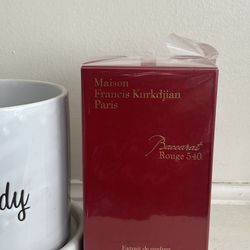 Maison
Francis Kurkdjian
Paris
Baccarat
Rouge 540
Extrait de parfum
dy